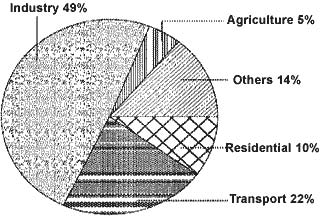 Industry 49%
Agriculture 5%
Others 14%
Residential 10%
Transport 22%